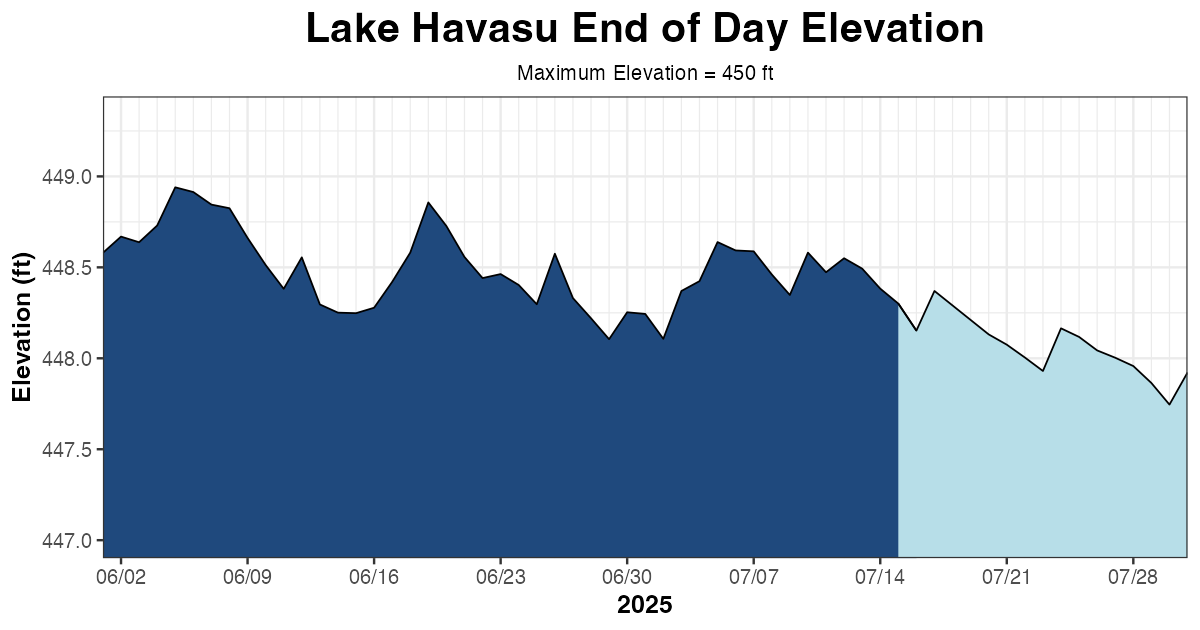 Lake Havasu End of Day Elevation
Maximum Elevation = 450 ft
Elevation (ft)
449.0
448.5
448.0
447.5
447.0
06/02 06/09 06/16 06/23 06/30 07/07 07/14 07/21 07/28
2025